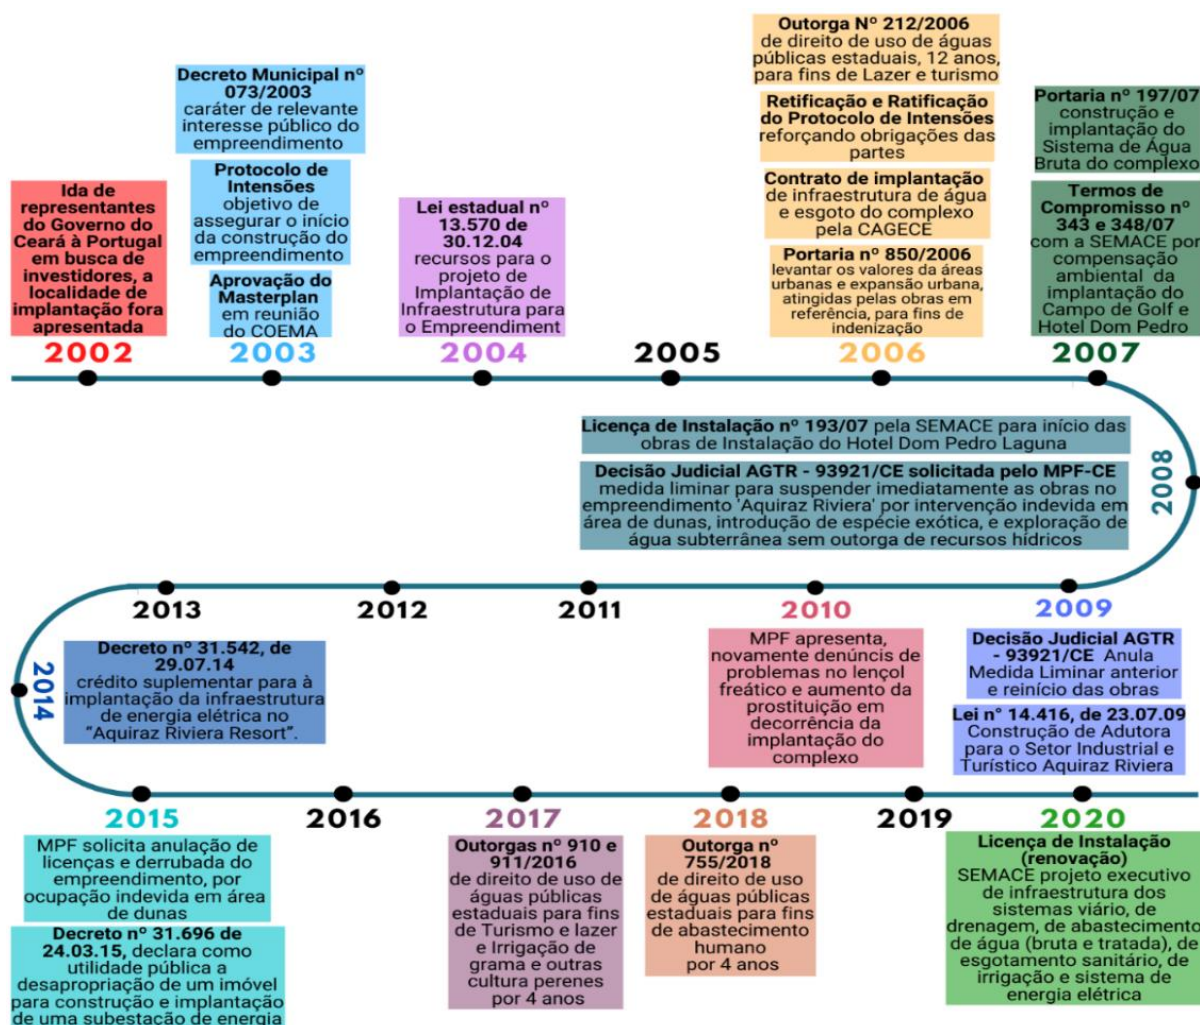 Ida de
representantes
do Governo do
Ceará à Portugal
em busca de
investidores, a
localidade de
implantação fora
apresentada
2002
Decreto Municipal nº
073/2003
caráter de relevante
interesse público do
empreendimento
Protocolo de
Intensões
objetivo de
assegurar o início
da construção do
empreendimento
Aprovação do
Masterplan
em reunião
do COEMA
2003
Lei estadual nº
13.570 de
30.12.04
recursos para o
projeto de
Implantação de
Infraestrutura para
o Empreendiment
2004
2005
Outorga Nº 212/2006
de direito de uso de águas
públicas estaduais, 12 anos,
para fins de Lazer e turismo
Retificação e Ratificação
do Protocolo de Intensões
reforçando obrigações das
partes
Contrato de implantação
de infraestrutura de água
e esgoto do complexo
pela CAGECE
Portaria nº 850/2006
levantar os valores da áreas
urbanas e expansão urbana,
atingidas pelas obras em
referência, para fins de
indenização
2006
Portaria nº 197/07
construção e
implantação do
Sistema de Água
Bruta do complexo
Termos de
Compromisso nº
343 e 348/07
com a SEMACE por
compensação
ambiental da
implantação do
Campo de Golf e
Hotel Dom Pedro
2007
Licença de Instalação nº 193/07 pela SEMACE para início das
obras de Instalação do Hotel Dom Pedro Laguna
Decisão Judicial AGTR - 93921/CE solicitada pelo MPF-CE
medida liminar para suspender imediatamente as obras no
empreendimento 'Aquiraz Riviera' por intervenção indevida em
área de dunas, introdução de espécie exótica, e exploração de
água subterrânea sem outorga de recursos hídricos
2008
2009
Decisão Judicial AGTR
- 93921/CE Anula
Medida Liminar anterior
e reinício das obras
Lei n° 14.416, de 23.07.09
Construção de Adutora
para o Setor Industrial e
Turístico Aquiraz Riviera
2010
MPF apresenta,
novamente denúncis de
problemas no lençol
freático e aumento da
prostituição em
decorrência da
implantação do
complexo
2011
2012
2013
2014
Decreto nº 31.542, de
29.07.14
crédito suplementar para à
implantação da infraestrutura
de energia elétrica no
“Aquiraz Riviera Resort”.
2015
MPF solicita anulação de
licenças e derrubada do
empreendimento, por
ocupação indevida em área
de dunas
Decreto nº 31.696 de
24.03.15, declara como
utilidade pública a
desapropriação de um imóvel
para construção e implantação
de uma subestação de energia
2016
2017
Outorgas nº 910 e
911/2016
de direito de uso de
águas públicas
estaduais para fins
de Turismo e lazer
e Irrigação de
grama e outras
cultura perenes
por 4 anos
2018
Outorga nº
755/2018
de direito de uso
de águas públicas
estaduais para fins
de abastecimento
humano
por 4 anos
2019
2020
Licença de Instalação
(renovação)
SEMACE projeto executivo
de infraestrutura dos
sistemas viário, de
drenagem, de abastecimento
de água (bruta e tratada), de
esgotamento sanitário, de
irrigação e sistema de
energia elétrica